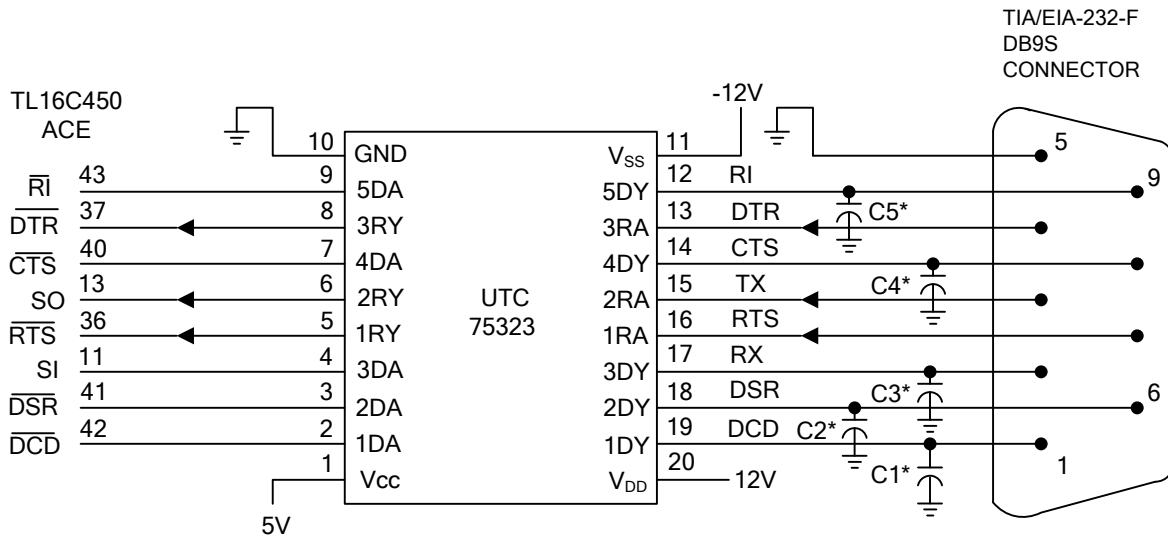 TIA/EIA-232-F
DB9S
CONNECTOR
TL16C450
ACE
-12V
10 GND VSS 11 5
RI 43 9 5DA 5DY 12 RI 9
DTR 37 8 3RY 3RA 13 DTR C5*
CTS 40 7 4DA 4DY 14 CTS
SO 13 6 2RY UTC 2RA 15 TX C4*
RTS 36 5 1RY 75323 1RA 16 RTS
SI 11 4 3DA 3DY 17 RX
DSR 41 3 2DA 2DY 18 DSR C3* 6
DCD 42 2 1DA 1DY 19 DCD C2*
1 Vcc VDD 20 12V C1* 1
5V